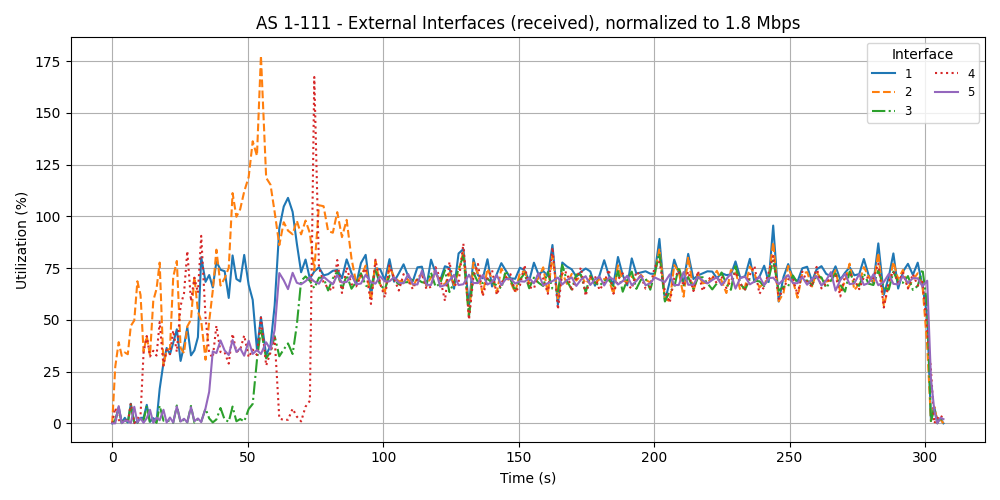 AS 1-111 - External Interfaces (received), normalized to 1.8 Mbps
Interface
1 4
2 5
3
175
150
125
100
75
50
25
0
Utilization (%)
0 50 100 150 200 250 300
Time (s)